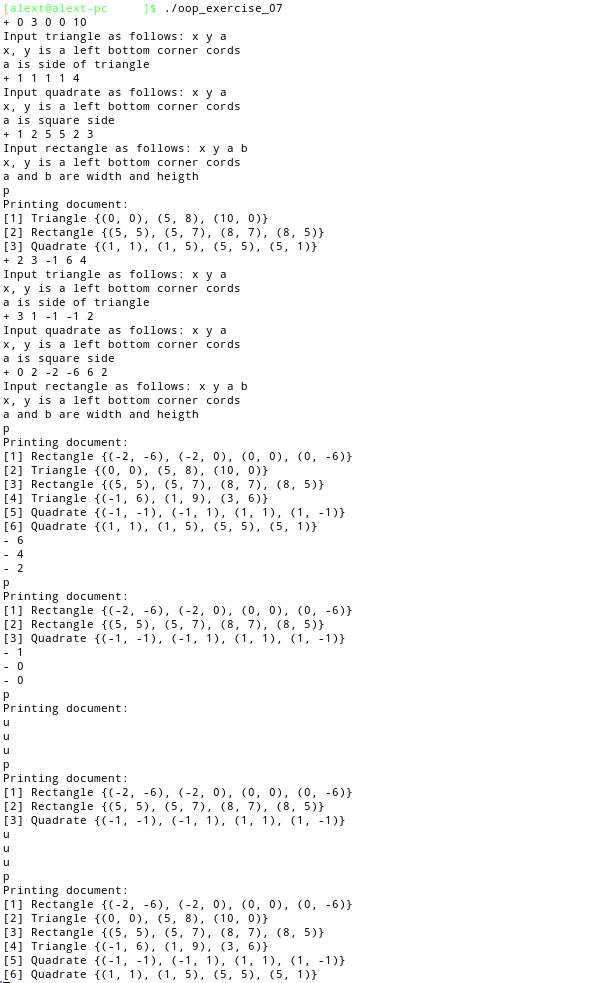 [alext@alext-pc ]$ ./oop_exercise_07
+ 0 3 0 0 10
Input triangle as follows: x y a
x, y is a left bottom corner cords
a is side of triangle
+ 1 1 1 1 4
Input quadrate as follows: x y a
x, y is a left bottom corner cords
a is square side
+ 1 2 5 5 2 3
Input rectangle as follows: x y a b
x, y is a left bottom corner cords
a and b are width and heigth
p
Printing document:
[1] Triangle {(0, 0), (5, 8), (10, 0)}
[2] Rectangle {(5, 5), (5, 7), (8, 7), (8, 5)}
[3] Quadrate {(1, 1), (1, 5), (5, 5), (5, 1)}
+ 2 3 -1 6 4
Input triangle as follows: x y a
x, y is a left bottom corner cords
a is side of triangle
+ 3 1 -1 -1 2
Input quadrate as follows: x y a
x, y is a left bottom corner cords
a is square side
+ 0 2 -2 -6 6 2
Input rectangle as follows: x y a b
x, y is a left bottom corner cords
a and b are width and heigth
p
Printing document:
[1] Rectangle {(-2, -6), (-2, 0), (0, 0), (0, -6)}
[2] Triangle {(0, 0), (5, 8), (10, 0)}
[3] Rectangle {(5, 5), (5, 7), (8, 7), (8, 5)}
[4] Triangle {(-1, 6), (1, 9), (3, 6)}
[5] Quadrate {(-1, -1), (-1, 1), (1, 1), (1, -1)}
[6] Quadrate {(1, 1), (1, 5), (5, 5), (5, 1)}
- 6
- 4
- 2
p
Printing document:
[1] Rectangle {(-2, -6), (-2, 0), (0, 0), (0, -6)}
[2] Rectangle {(5, 5), (5, 7), (8, 7), (8, 5)}
[3] Quadrate {(-1, -1), (-1, 1), (1, 1), (1, -1)}
- 1
- 0
- 0
p
Printing document:
u
u
u
p
Printing document:
[1] Rectangle {(-2, -6), (-2, 0), (0, 0), (0, -6)}
[2] Rectangle {(5, 5), (5, 7), (8, 7), (8, 5)}
[3] Quadrate {(-1, -1), (-1, 1), (1, 1), (1, -1)}
u
u
u
p
Printing document:
[1] Rectangle {(-2, -6), (-2, 0), (0, 0), (0, -6)}
[2] Triangle {(0, 0), (5, 8), (10, 0)}
[3] Rectangle {(5, 5), (5, 7), (8, 7), (8, 5)}
[4] Triangle {(-1, 6), (1, 9), (3, 6)}
[5] Quadrate {(-1, -1), (-1, 1), (1, 1), (1, -1)}
[6] Quadrate {(1, 1), (1, 5), (5, 5), (5, 1)}